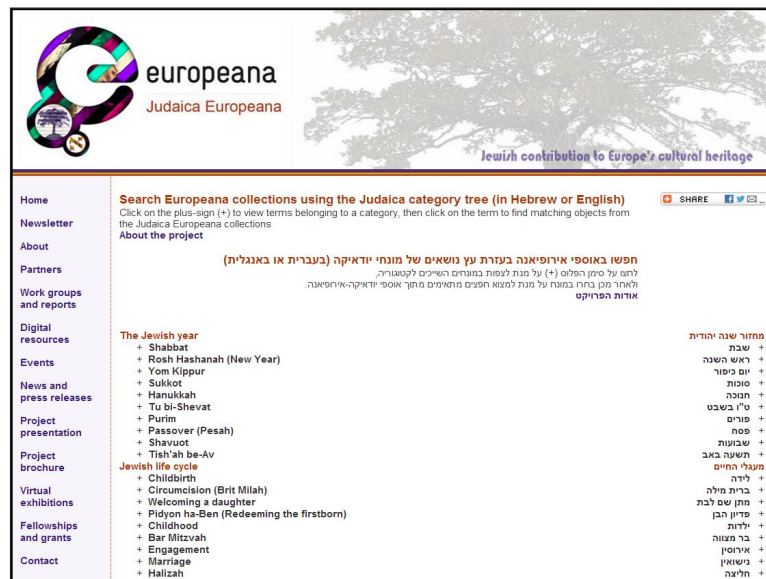 europeana
Judaica Europeana
Jewish contribution to Europe's cultural heritage
Home
Newsletter
About
Partners
Work groups
and reports
Digital
resources
Events
News and
press releases
Project
presentation
Project
brochure
Virtual
exhibitions
Fellowships
and grants
Contact
Search Europeana collections using the Judaica category tree (in Hebrew or English)
Click on the plus-sign (+) to view terms belonging to a category, then click on the term to find matching objects from
the Judaica Europeana collections
About the project
SHARE
חפשו באוספי אירופיאנה בעזרת עץ נושאים של מונחי יודאיקה (בעברית או באנגלית)
לחצו על סימן הפלוס (+) על מנת לצפות במונחים השייכים לקטגוריה,
ולאחר מכן בחרו במונח על מנת למצוא חפצים מתאימים מתוך אוספי יודאיקה-אירופיאנה.
אודות הפרויקט
The Jewish year
+ Shabbat
+ Rosh Hashanah (New Year)
+ Yom Kippur
+ Sukkot
+ Hanukkah
+ Tu bi-Shevat
+ Purim
+ Passover (Pesah)
+ Shavuot
+ Tish'ah be-Av
Jewish life cycle
+ Childbirth
+ Circumcision (Brit Milah)
+ Welcoming a daughter
+ Pidyon ha-Ben (Redeeming the firstborn)
+ Childhood
+ Bar Mitzvah
+ Engagement
+ Marriage
+ Halizah
מחזור שנה יהודית
+ שבת
+ ראש השנה
+ יום כיפור
+ סוכות
+ חנוכה
+ ט"ו בשבט
+ פורים
+ פסח
+ שבועות
+ תשעה באב
מעגלי החיים
+ לידה
+ ברית מילה
+ מתן שם לבת
+ פדיון הבן
+ ילדות
+ בר מצווה
+ אירוסין
+ נישואין
+ חליצה